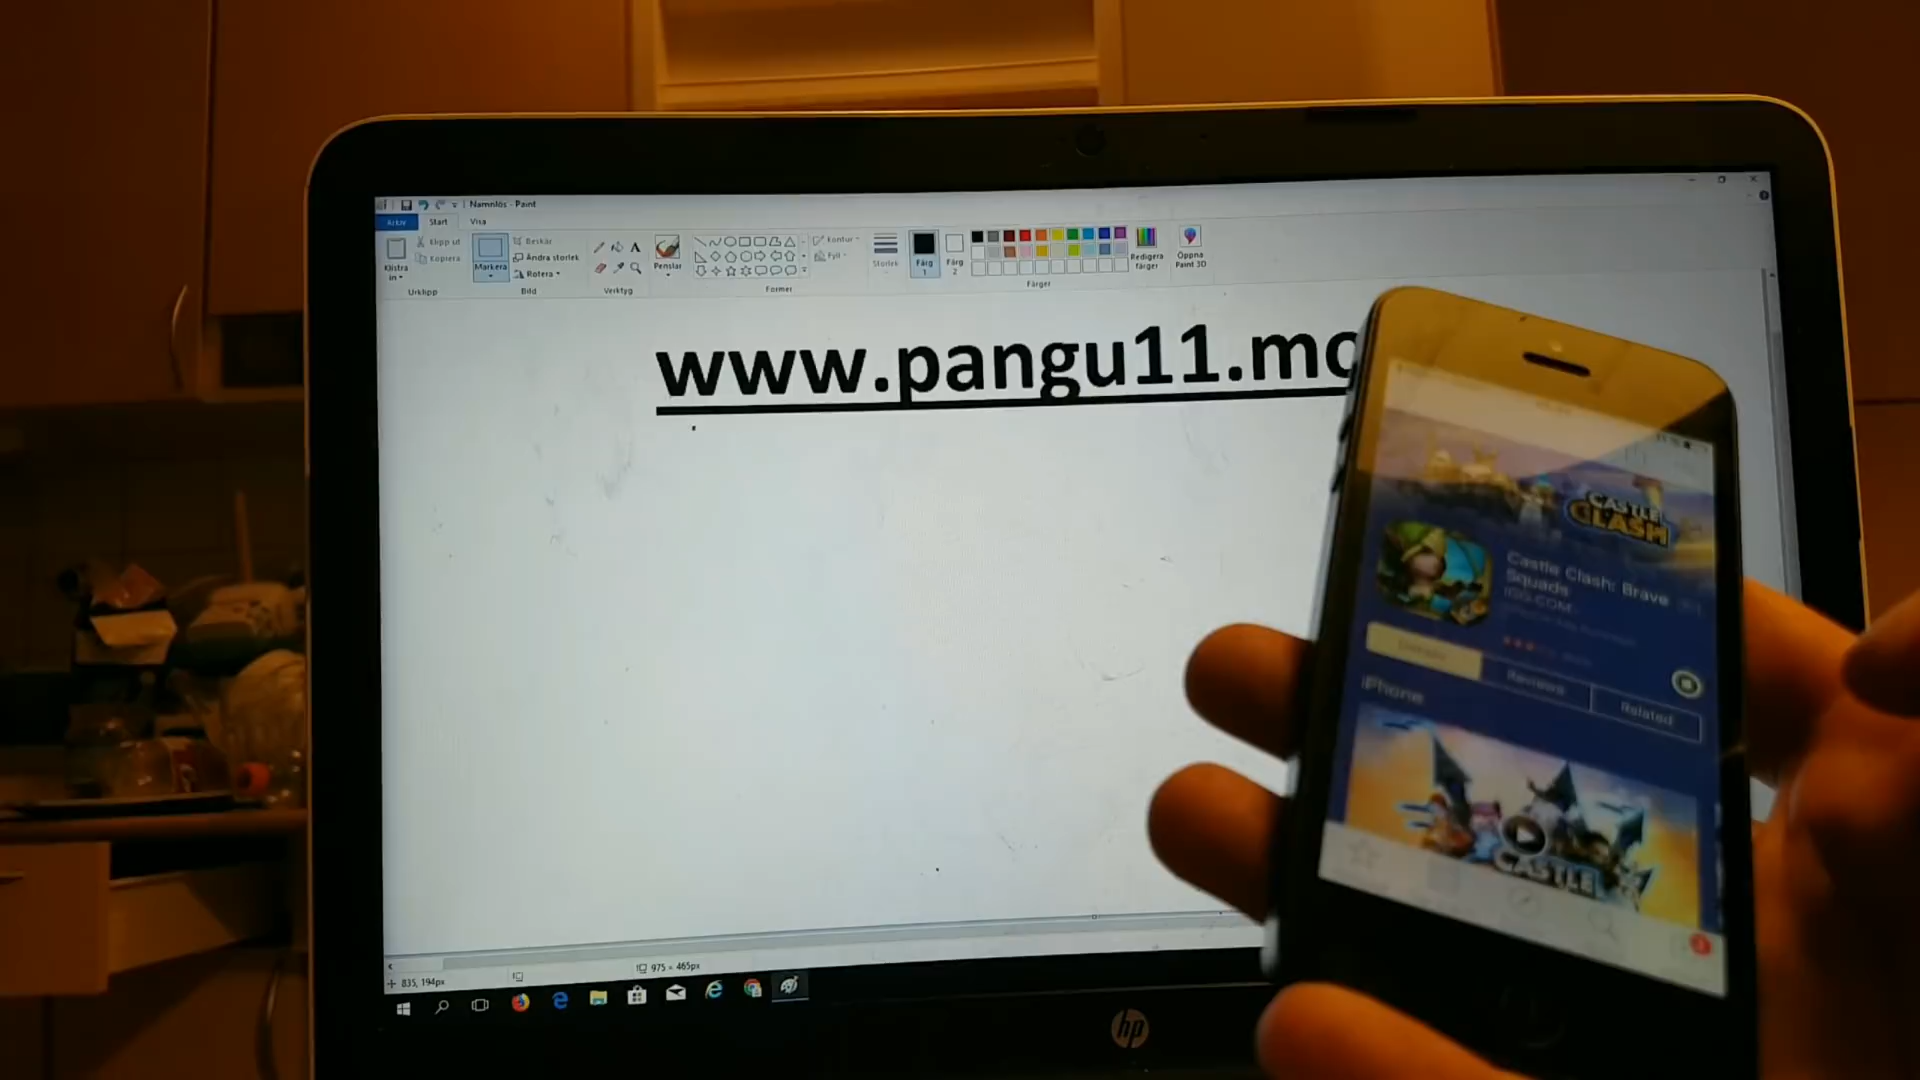 Namnlös - Paint
Arkiv Start Visa
Klistra in
Klipp ut
Kopiera
Urklipp
Markera
Beskär
Ändra storlek
Rotera
Bild
A
Verktyg
Penslar
Kontur
Fyll
Former
Storlek
Färg 1
Färg 2
Redigera färger
Färger
Öppna Paint 3D
www.pangu11.mo
835, 194px
975 × 465px
hp
CASTLE
CLASH
Castle Clash: Brave
Squads
IGG.COM
Details Reviews Related
iPhone
CASTLE